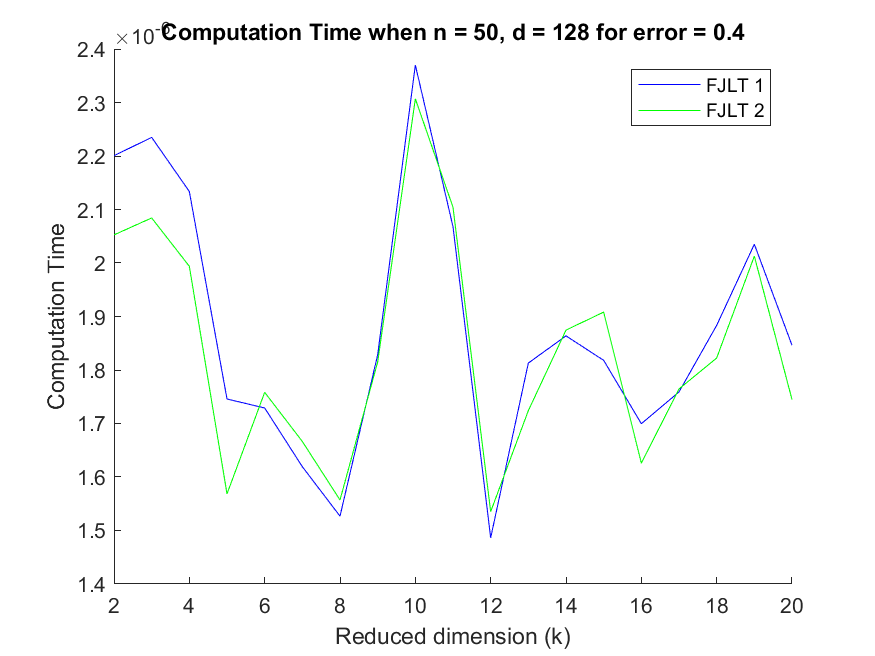 Computation Time when n = 50, d = 128 for error = 0.4
×10
FJLT 1
FJLT 2
2.4
2.3
2.2
2.1
2
1.9
1.8
1.7
1.6
1.5
1.4
Computation Time
2 4 6 8 10 12 14 16 18 20
Reduced dimension (k)